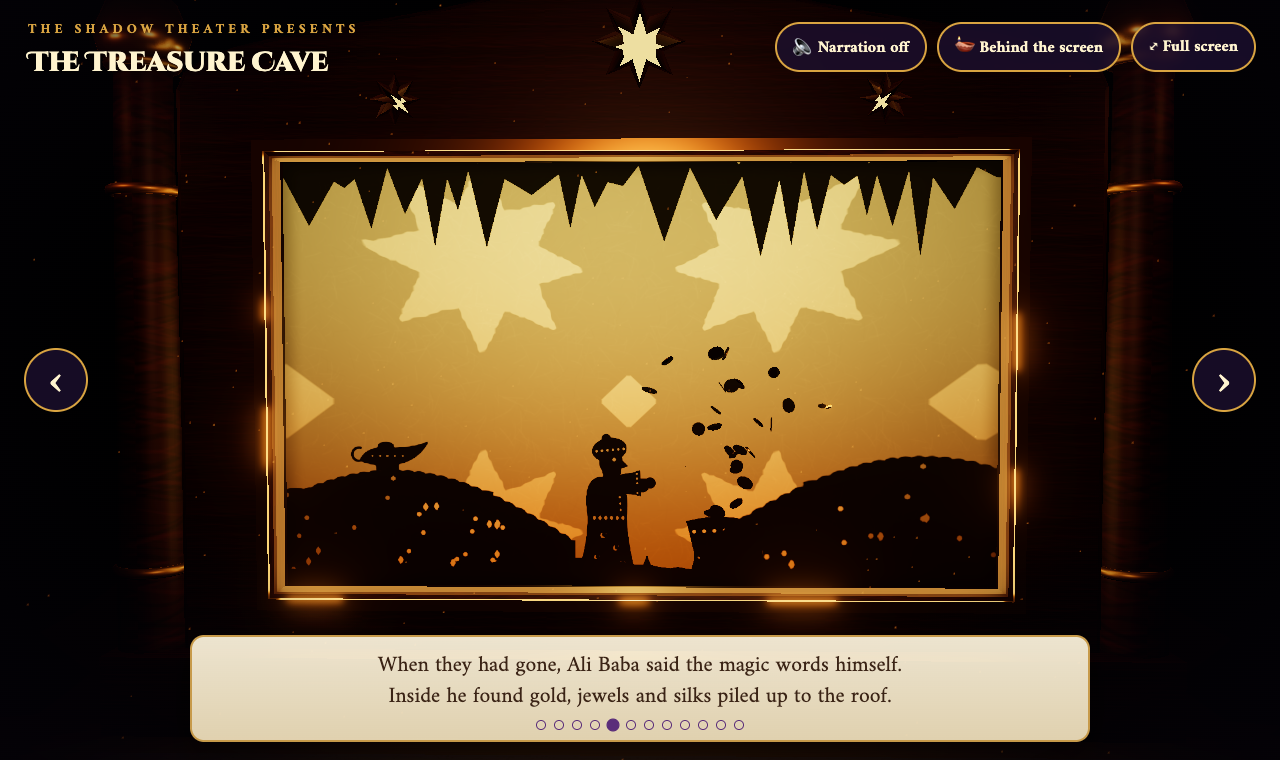 THE SHADOW THEATER PRESENTS
THE TREASURE CAVE
Narration off
Behind the screen
Full screen
When they had gone, Ali Baba said the magic words himself.
Inside he found gold, jewels and silks piled up to the roof.